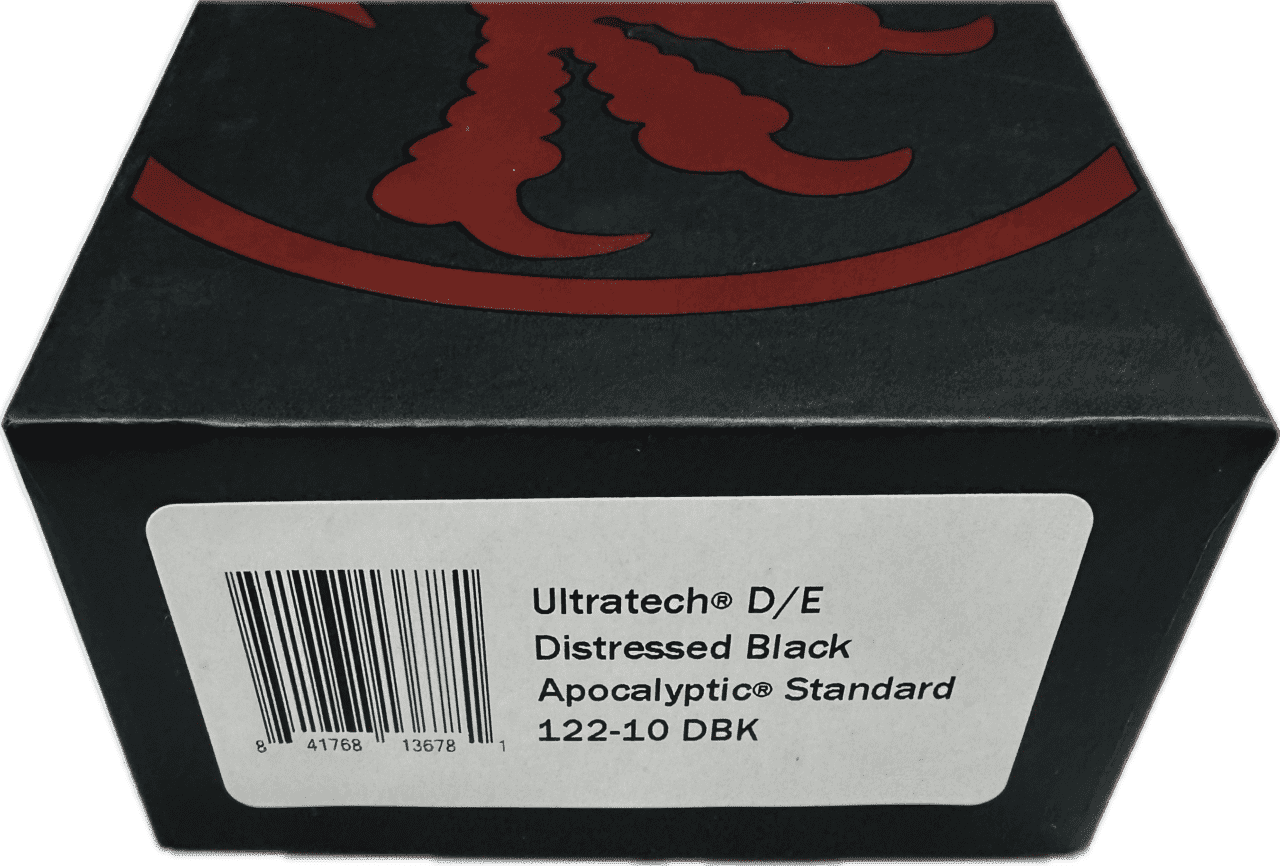 Ultratech® D/E
Distressed Black
Apocalyptic® Standard
122-10 DBK
8 41768 13678 1